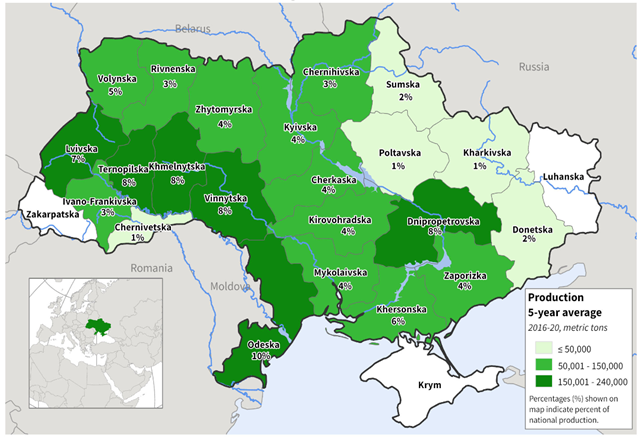 Belarus
Russia
Volynska
5%
Rivnenska
3%
Chernihivska
3%
Sumska
2%
Zhytomyrska
4%
Kyivska
4%
Poltavska
1%
Kharkivska
1%
Luhanska
Lvivska
7%
Ternopilska
8%
Khmelnytska
8%
Vinnytska
8%
Cherkaska
4%
Ivano-Frankivska
3%
Zakarpatska
Chernivetska
1%
Kirovohradska
4%
Dnipropetrovska
8%
Donetska
2%
Romania
Moldova
Mykolaivska
4%
Zaporizka
4%
Khersonska
6%
Odeska
10%
Krym
Production
5-year average
2016-20, metric tons
≤ 50,000
50,001 - 150,000
150,001 - 240,000
Percentages (%) shown on
map indicate percent of
national production.